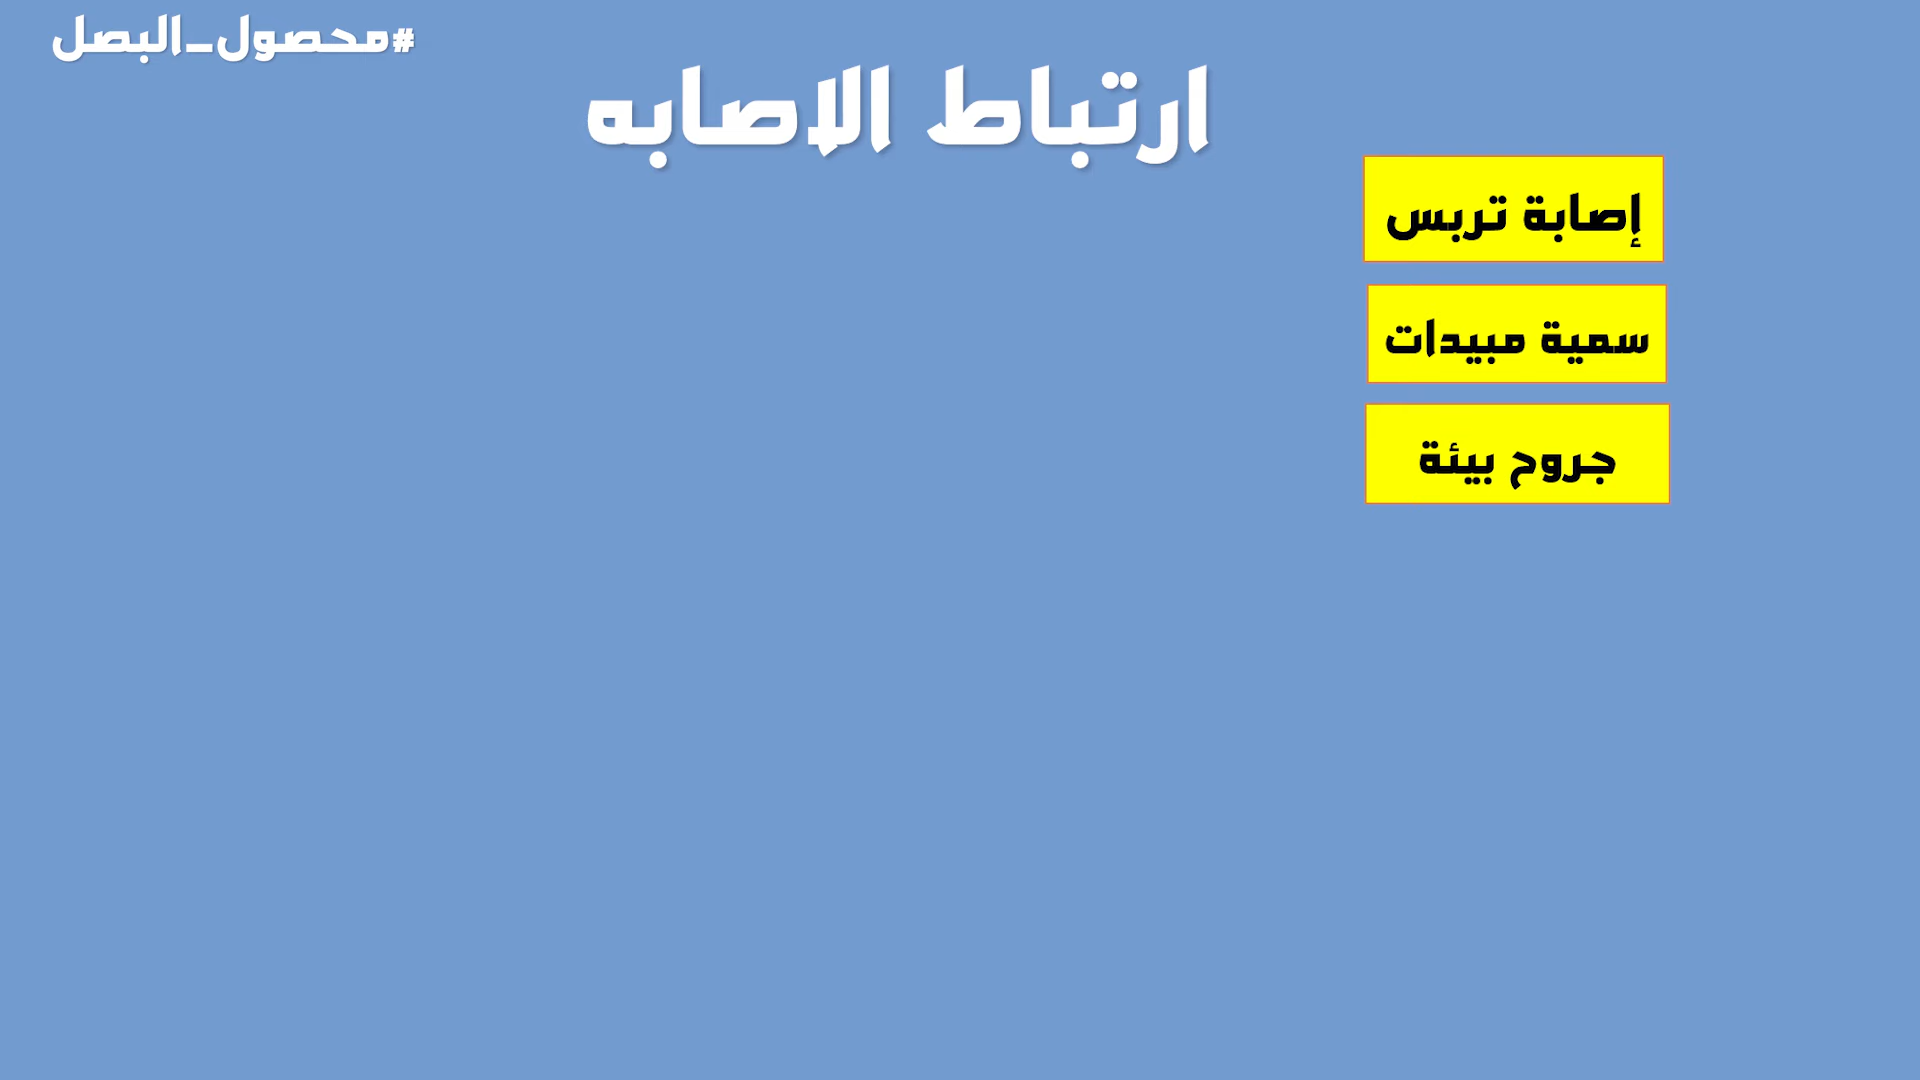 #محصول_البصل
ارتباط الاصابه
إصابة تربس
سمية مبيدات
جروح بيئة